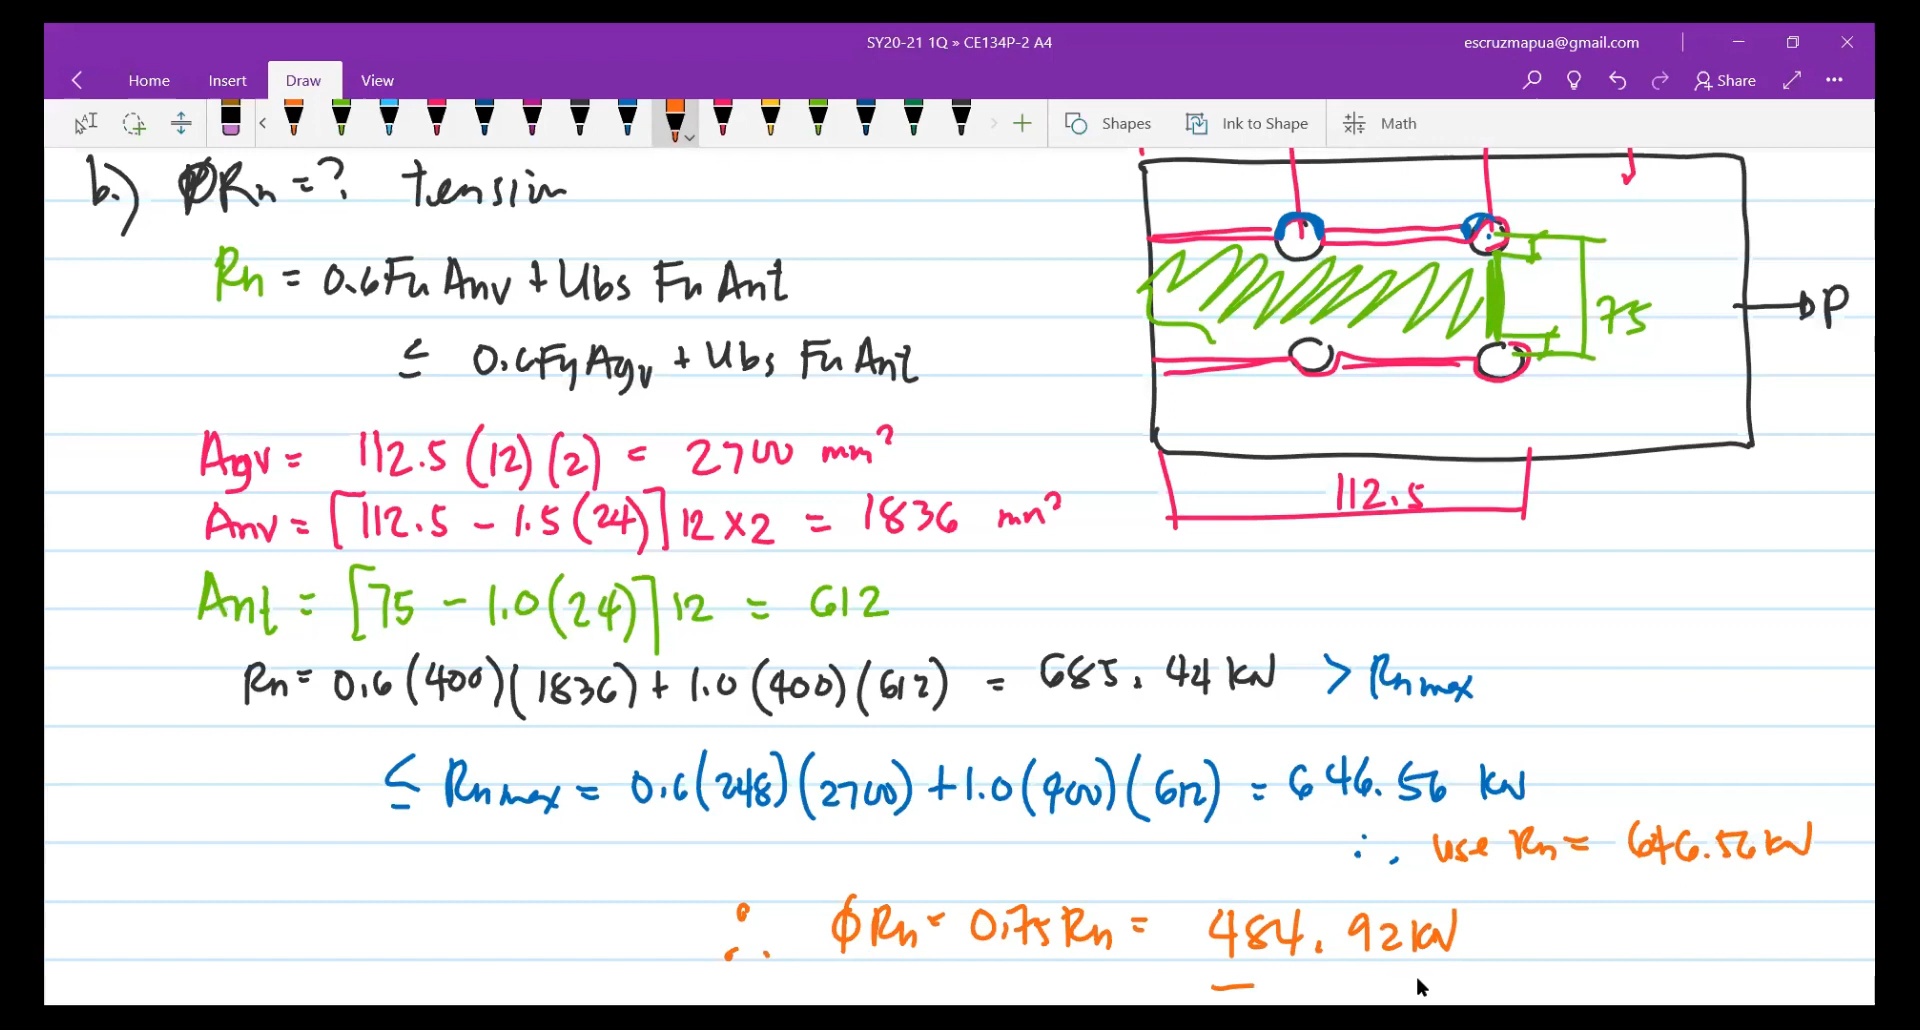 SY20-21 1Q » CE134P-2 A4
escruzmapua@gmail.com
Home Insert Draw View
Share
Shapes Ink to Shape Math
b.) ØRn = ? tension
Rn = 0.6Fu Anv + Ubs Fu Ant
≤ 0.6Fy Agv + Ubs Fu Ant
75
P
112.5
Agv = 112.5 (12) (2) = 2700 mm²
Anv = [112.5 - 1.5 (24)] 12 x 2 = 1836 mm²
Ant = [75 - 1.0 (24)] 12 = 612
Rn = 0.6 (400) (1836) + 1.0 (400) (612) = 685.44 kN > Rn max
≤ Rn max = 0.6 (248) (2700) + 1.0 (400) (612) = 646.56 kN
∴ use Rn = 646.56 kN
∴ ØRn = 0.75 Rn = 484.92 kN